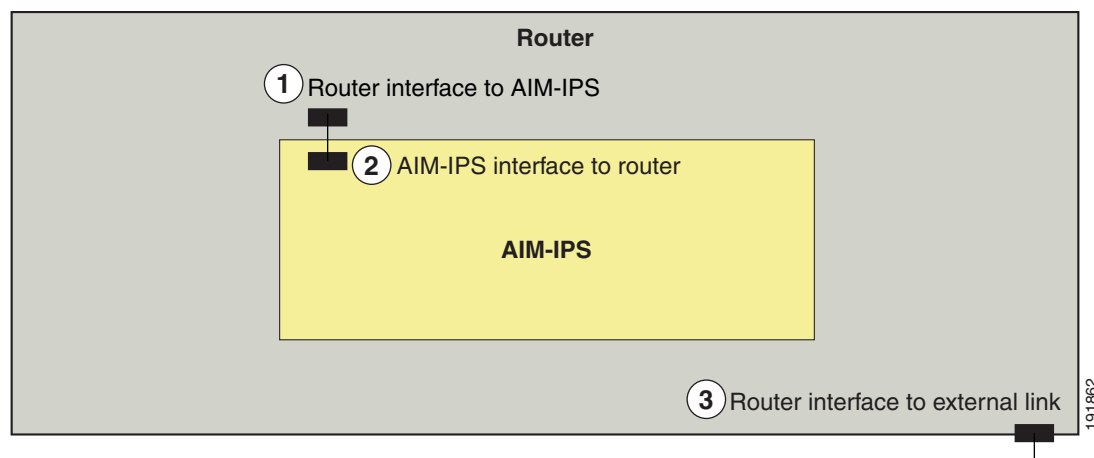 Router
1 Router interface to AIM-IPS
2 AIM-IPS interface to router
AIM-IPS
3 Router interface to external link
191862